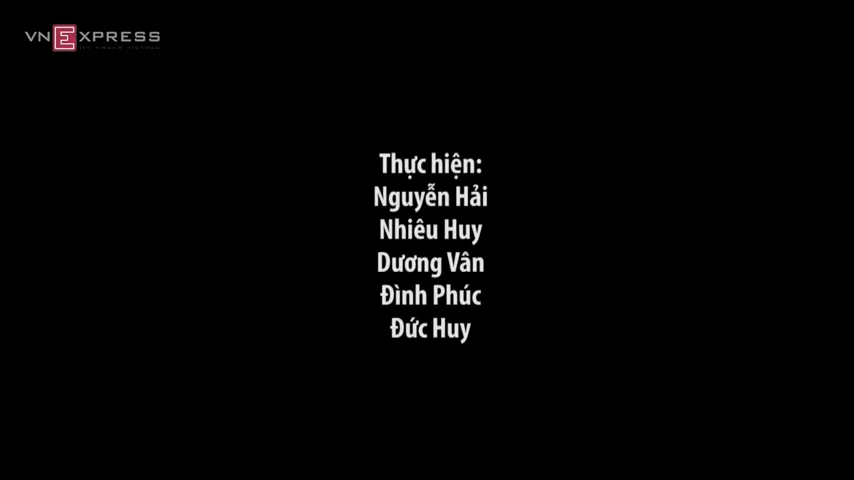 VNEXPRESS
Thực hiện:
Nguyễn Hải
Nhiêu Huy
Dương Vân
Đình Phúc
Đức Huy